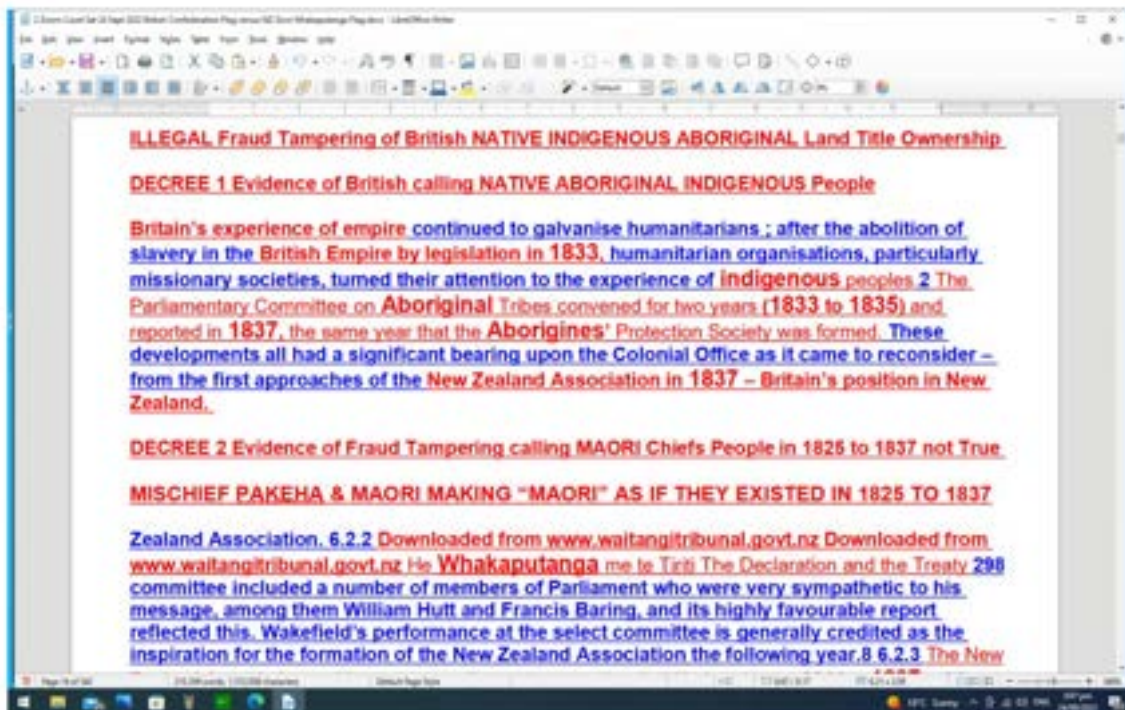 File Edit View Insert Format Styles Table Form Tools Window Help
ILLEGAL Fraud Tampering of British NATIVE INDIGENOUS ABORIGINAL Land Title Ownership
DECREE 1 Evidence of British calling NATIVE ABORIGINAL INDIGENOUS People
Britain's experience of empire continued to galvanise humanitarians ; after the abolition of
slavery in the British Empire by legislation in 1833, humanitarian organisations, particularly
missionary societies, turned their attention to the experience of indigenous peoples 2 The
Parliamentary Committee on Aboriginal Tribes convened for two years (1833 to 1835) and
reported in 1837, the same year that the Aborigines' Protection Society was formed. These
developments all had a significant bearing upon the Colonial Office as it came to reconsider –
from the first approaches of the New Zealand Association in 1837 – Britain's position in New
Zealand.
DECREE 2 Evidence of Fraud Tampering calling MAORI Chiefs People in 1825 to 1837 not True
MISCHIEF PAKEHA & MAORI MAKING “MAORI” AS IF THEY EXISTED IN 1825 TO 1837
Zealand Association. 6.2.2 Downloaded from www.waitangitribunal.govt.nz Downloaded from
www.waitangitribunal.govt.nz He Whakaputanga me te Tiriti The Declaration and the Treaty 298
committee included a number of members of Parliament who were very sympathetic to his
message, among them William Hutt and Francis Baring, and its highly favourable report
reflected this. Wakefield's performance at the select committee is generally credited as the
inspiration for the formation of the New Zealand Association the following year.8 6.2.3 The New